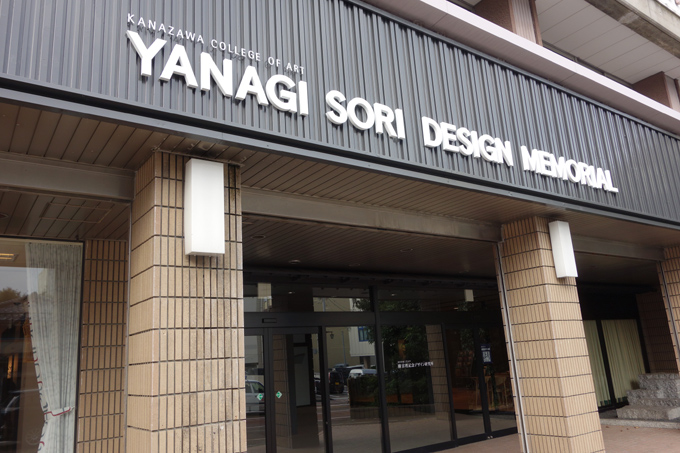 KANAZAWA COLLEGE OF ART
YANAGI SORI DESIGN MEMORIAL